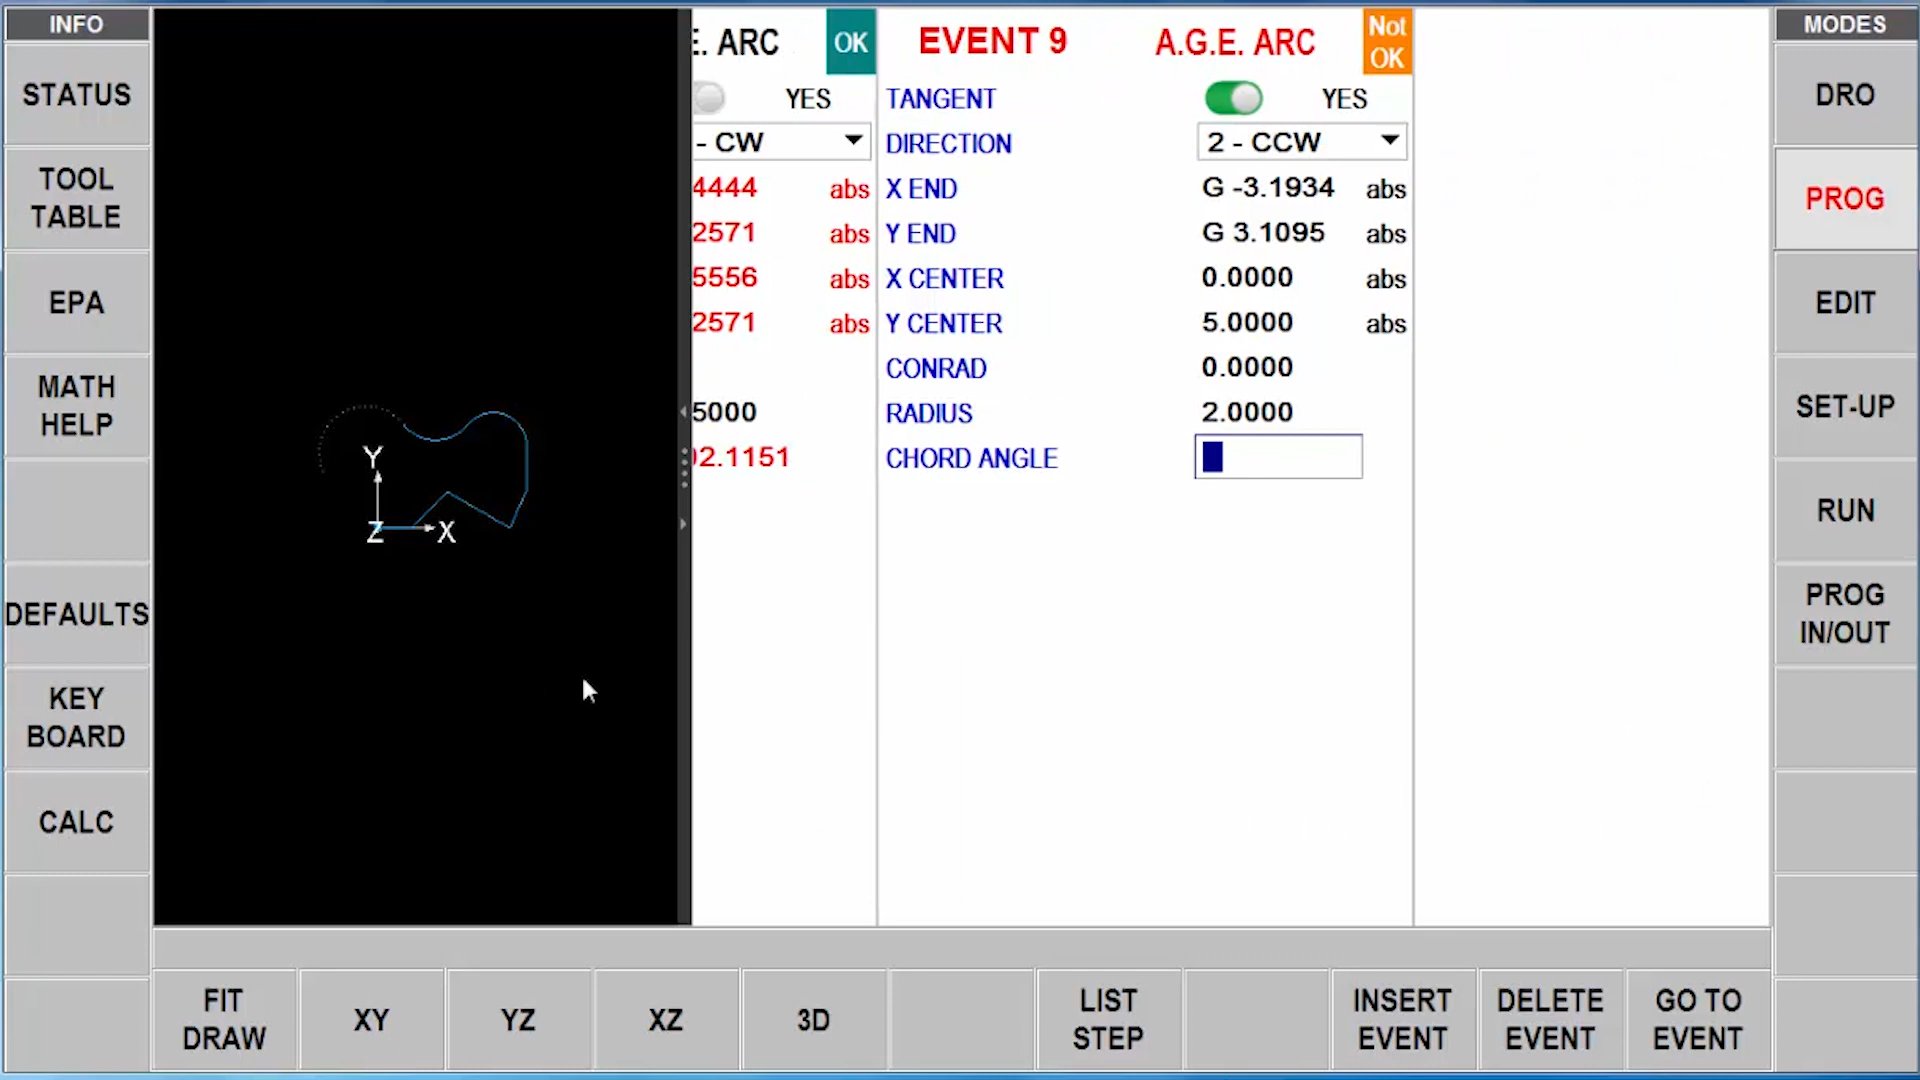 INFO
STATUS
TOOL
TABLE
EPA
MATH
HELP
DEFAULTS
KEY
BOARD
CALC
Y
Z
X
E. ARC
OK
YES
- CW
4444 abs
2571 abs
5556 abs
2571 abs
5000
02.1151
EVENT 9
A.G.E. ARC
Not
OK
TANGENT YES
DIRECTION 2 - CCW
X END G -3.1934 abs
Y END G 3.1095 abs
X CENTER 0.0000 abs
Y CENTER 5.0000 abs
CONRAD 0.0000
RADIUS 2.0000
CHORD ANGLE
MODES
DRO
PROG
EDIT
SET-UP
RUN
PROG
IN/OUT
FIT
DRAW
XY
YZ
XZ
3D
LIST
STEP
INSERT
EVENT
DELETE
EVENT
GO TO
EVENT